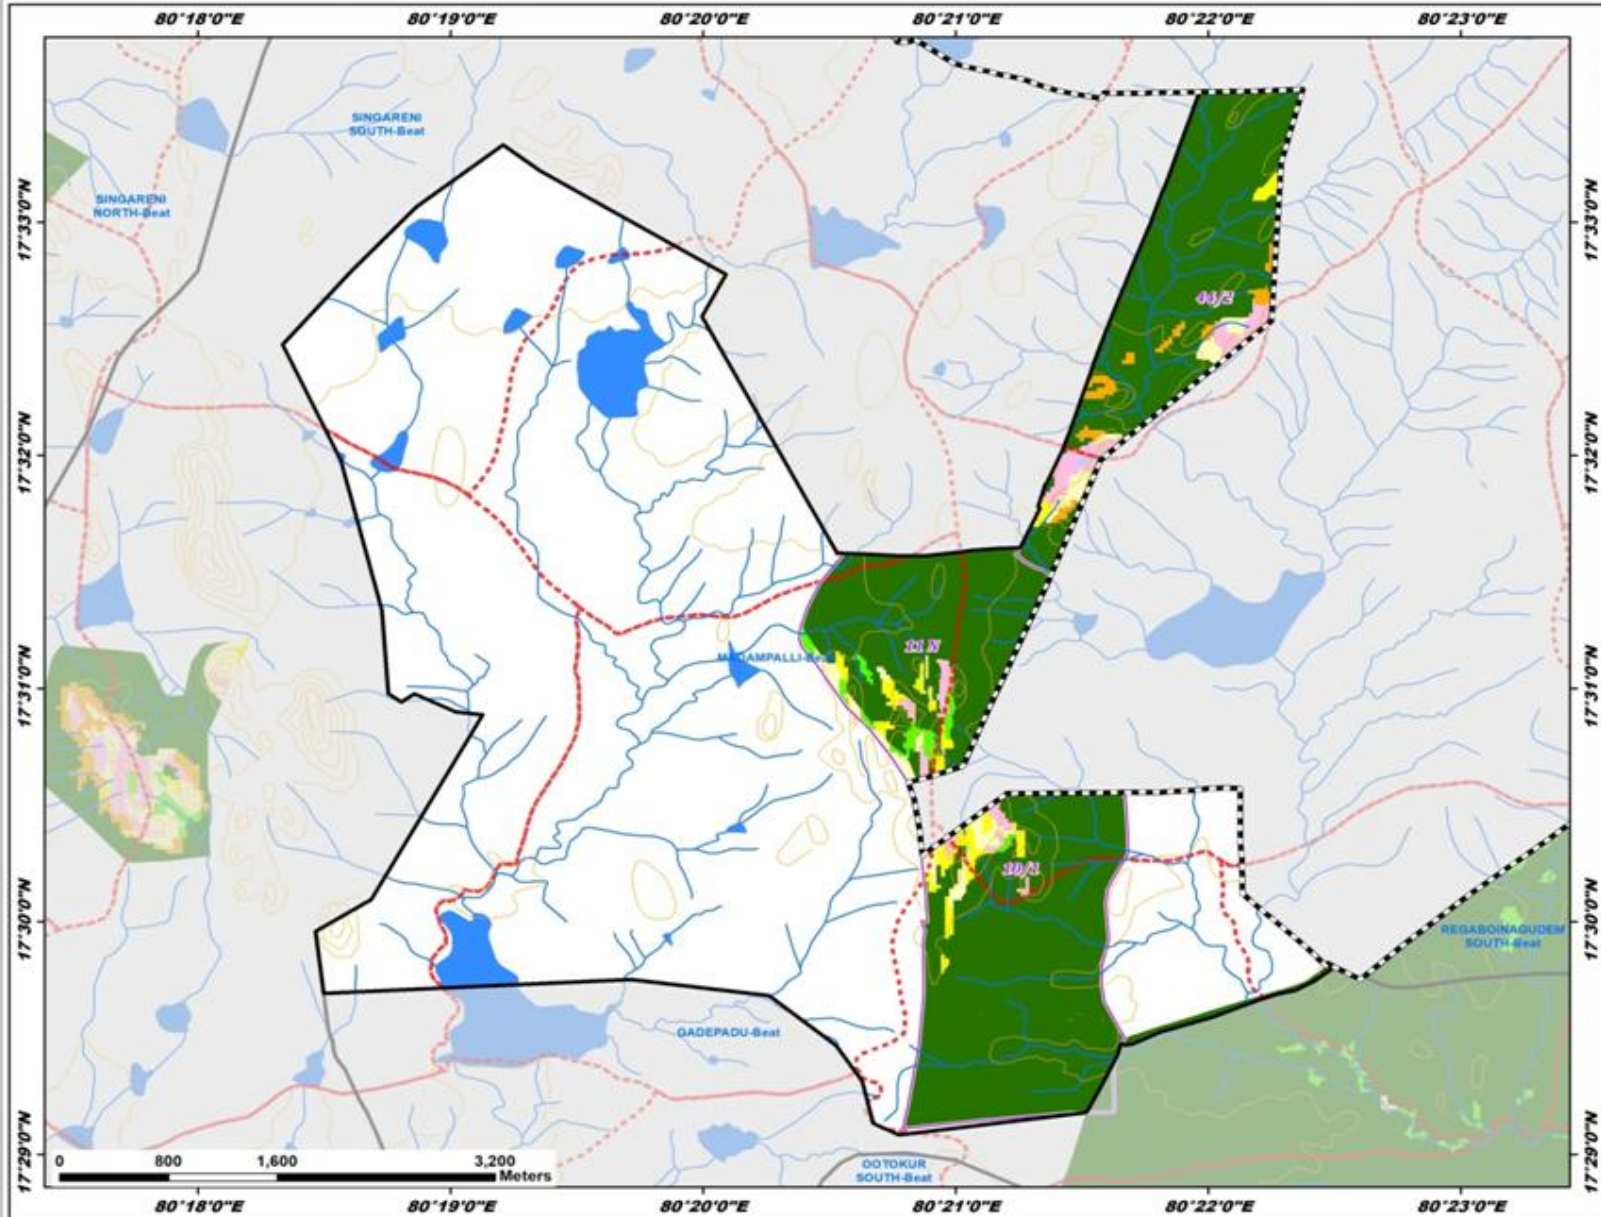 80°18'0"E 80°19'0"E 80°20'0"E 80°21'0"E 80°22'0"E 80°23'0"E
SINGARENI
SOUTH-Beat
SINGARENI
NORTH-Beat
17°33'0"N
17°33'0"N
44/2
17°32'0"N
17°32'0"N
11 N
MADAMPALLI-Beat
17°31'0"N
17°31'0"N
10/1
17°30'0"N
REGABOINAGUDEM
SOUTH-Beat
17°30'0"N
GADEPADU-Beat
17°29'0"N
0 800 1,600 3,200
Meters
OOTOKUR
SOUTH-Beat
17°29'0"N
80°18'0"E 80°19'0"E 80°20'0"E 80°21'0"E 80°22'0"E 80°23'0"E